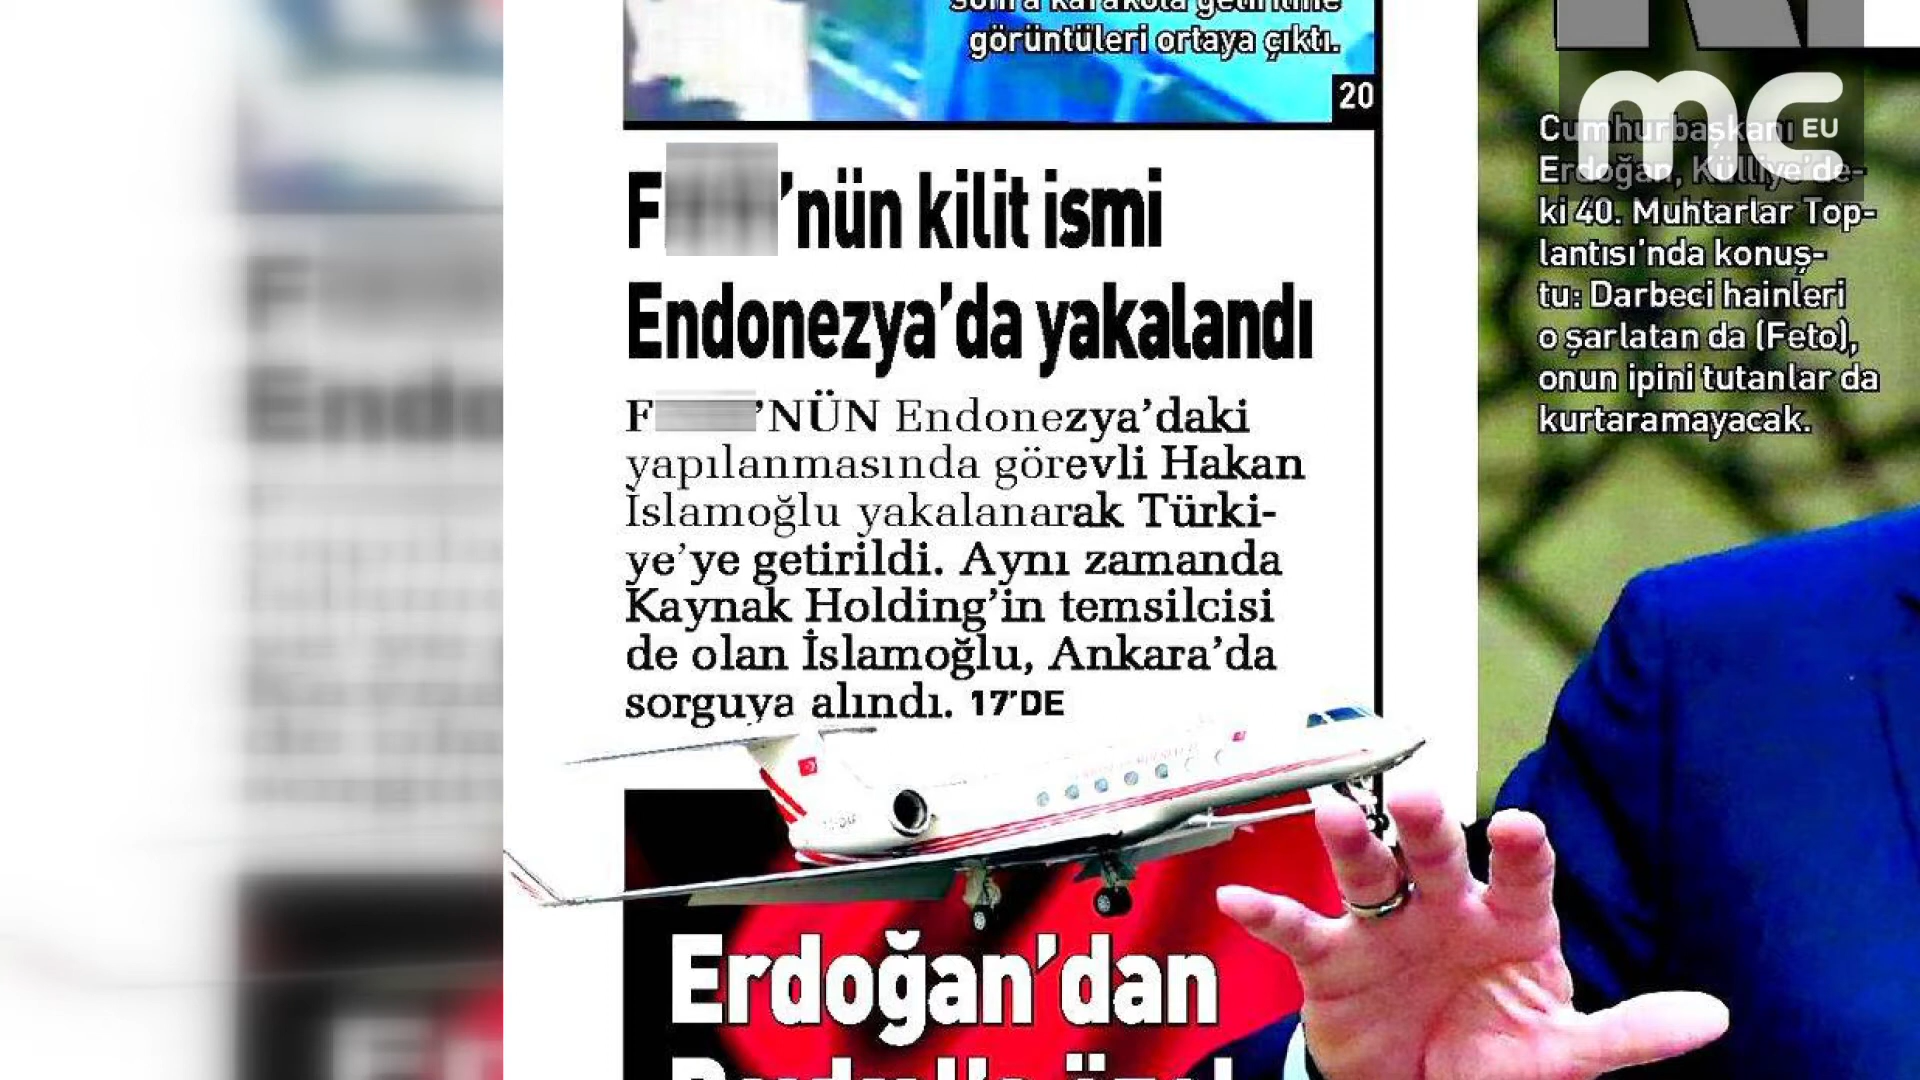 görüntüleri ortaya çıktı.
20
F 'nün kilit ismi
Endonezya'da yakalandı
F 'NÜN Endonezya'daki
yapılanmasında görevli Hakan
İslamoğlu yakalanarak Türki-
ye'ye getirildi. Aynı zamanda
Kaynak Holding'in temsilcisi
de olan İslamoğlu, Ankara'da
sorguya alındı. 17'DE
Erdoğan'dan
mc EU
Cumhurbaşkanı
Erdoğan, Külliye'de-
ki 40. Muhtarlar Top-
lantısı'nda konuş-
tu: Darbeci hainleri
o şarlatan da (Feto),
onun ipini tutanlar da
kurtaramayacak.